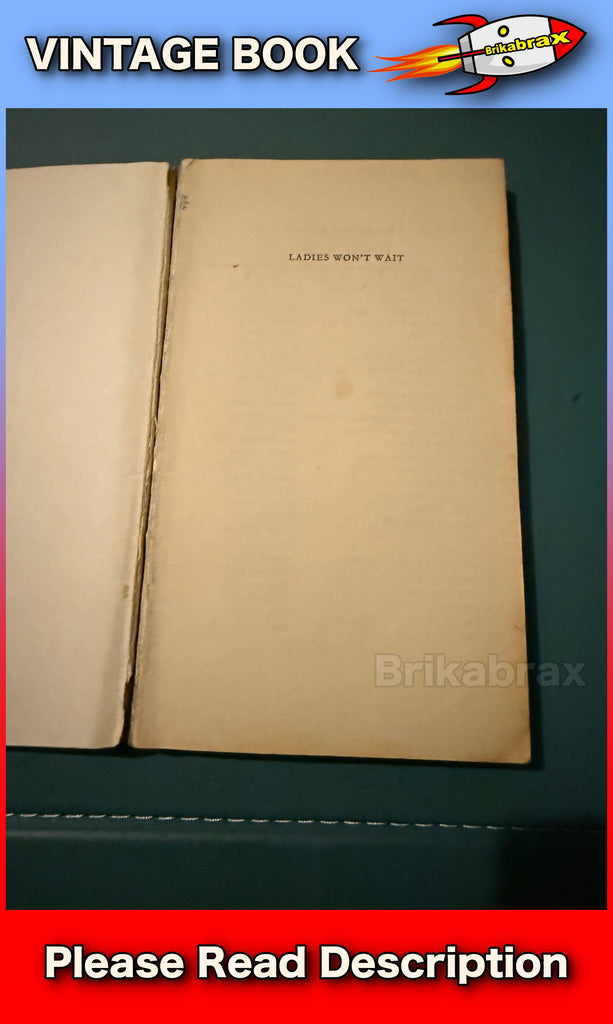 VINTAGE BOOK
Brikabrax
LADIES WON'T WAIT
Brikabrax
Please Read Description